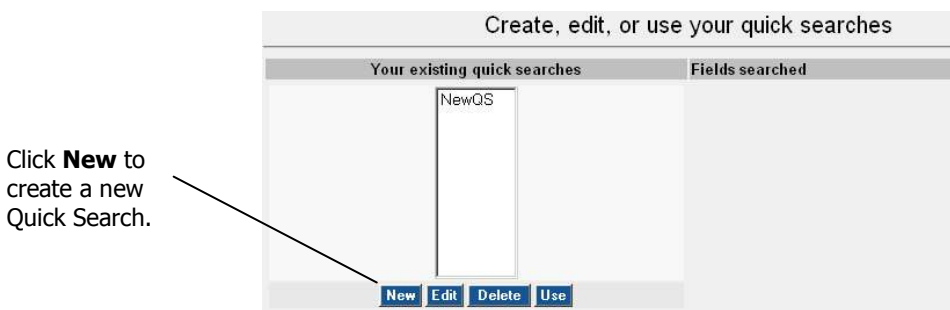 Create, edit, or use your quick searches
Your existing quick searches
Fields searched
NewQS
Click New to
create a new
Quick Search.
New Edit Delete Use